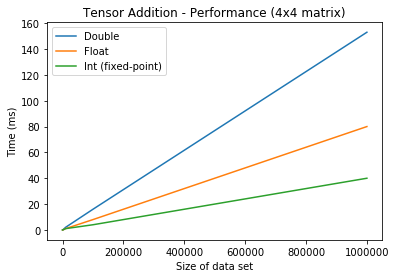 Tensor Addition - Performance (4x4 matrix)
160
140
120
100
80
60
40
20
0
Time (ms)
Double
Float
Int (fixed-point)
0 200000 400000 600000 800000 1000000
Size of data set